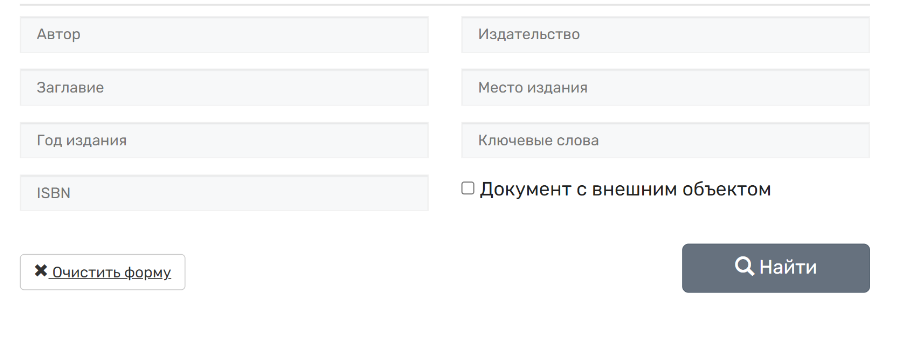 Автор
Издательство
Заглавие
Место издания
Год издания
Ключевые слова
ISBN
Документ с внешним объектом
Очистить форму
Найти